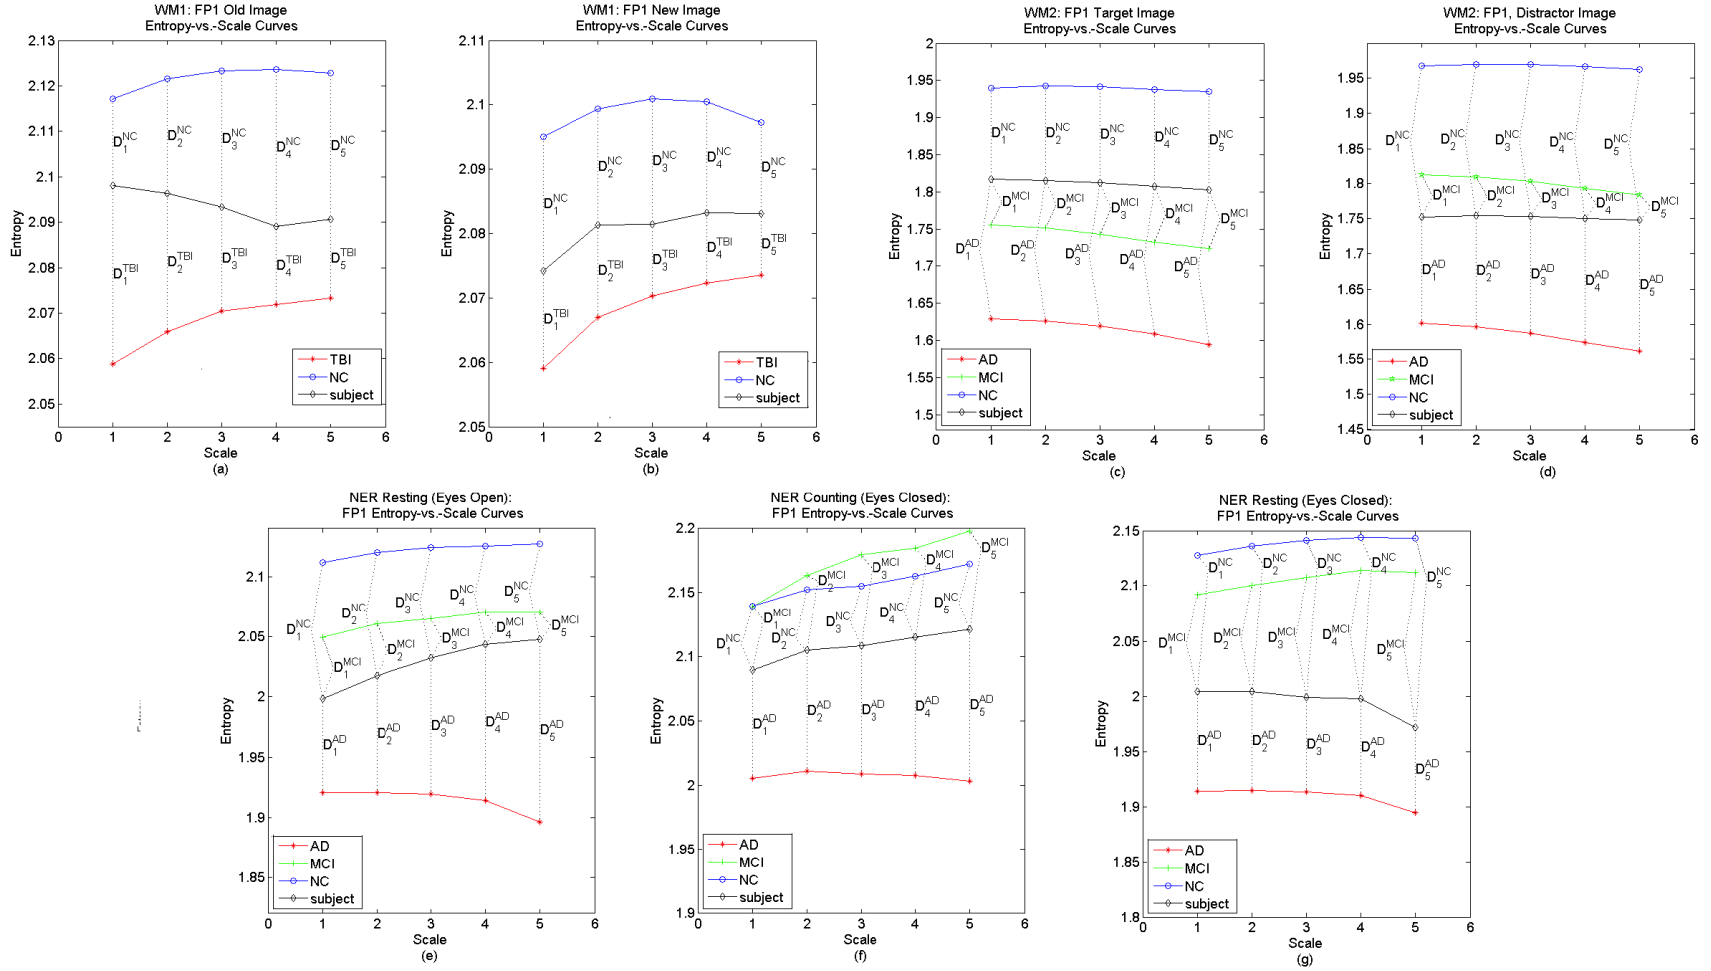 WM1: FP1 Old Image
Entropy-vs.-Scale Curves
2.13
2.12
2.11
2.1
2.09
2.08
2.07
2.06
2.05
Entropy
D1NC
D2NC
D3NC
D4NC
D5NC
D1TBI
D2TBI
D3TBI
D4TBI
D5TBI
TBI
NC
subject
0 1 2 3 4 5 6
Scale
(a)
WM1: FP1 New Image
Entropy-vs.-Scale Curves
2.11
2.1
2.09
2.08
2.07
2.06
2.05
Entropy
D1NC
D2NC
D3NC
D4NC
D5NC
D1TBI
D2TBI
D3TBI
D4TBI
D5TBI
TBI
NC
subject
0 1 2 3 4 5 6
Scale
(b)
WM2: FP1 Target Image
Entropy-vs.-Scale Curves
2
1.95
1.9
1.85
1.8
1.75
1.7
1.65
1.6
1.55
1.5
Entropy
D1NC
D2NC
D3NC
D4NC
D5NC
D1MCI
D2MCI
D3MCI
D4MCI
D5MCI
D1AD
D2AD
D3AD
D4AD
D5AD
AD
MCI
NC
subject
0 1 2 3 4 5 6
Scale
(c)
WM2: FP1, Distractor Image
Entropy-vs.-Scale Curves
1.95
1.9
1.85
1.8
1.75
1.7
1.65
1.6
1.55
1.5
1.45
Entropy
D1NC
D2NC
D3NC
D4NC
D5NC
D1MCI
D2MCI
D3MCI
D4MCI
D5MCI
D1AD
D2AD
D3AD
D4AD
D5AD
AD
MCI
NC
subject
0 1 2 3 4 5 6
Scale
(d)
NER Resting (Eyes Open):
FP1 Entropy-vs.-Scale Curves
2.1
2.05
2
1.95
1.9
1.85
Entropy
D1NC
D2NC
D3NC
D4NC
D5NC
D1MCI
D2MCI
D3MCI
D4MCI
D5MCI
D1AD
D2AD
D3AD
D4AD
D5AD
AD
MCI
NC
subject
0 1 2 3 4 5 6
Scale
(e)
NER Counting (Eyes Closed):
FP1 Entropy-vs.-Scale Curves
2.2
2.15
2.1
2.05
2
1.95
1.9
Entropy
D1MCI
D2MCI
D3MCI
D4MCI
D5MCI
D1NC
D2NC
D3NC
D4NC
D5NC
D1AD
D2AD
D3AD
D4AD
D5AD
AD
MCI
NC
subject
0 1 2 3 4 5 6
Scale
(f)
NER Resting (Eyes Closed):
FP1 Entropy-vs.-Scale Curves
2.15
2.1
2.05
2
1.95
1.9
1.85
1.8
Entropy
D1NC
D2NC
D3NC
D4NC
D5NC
D1MCI
D2MCI
D3MCI
D4MCI
D5MCI
D1AD
D2AD
D3AD
D4AD
D5AD
AD
MCI
NC
subject
0 1 2 3 4 5 6
Scale
(g)